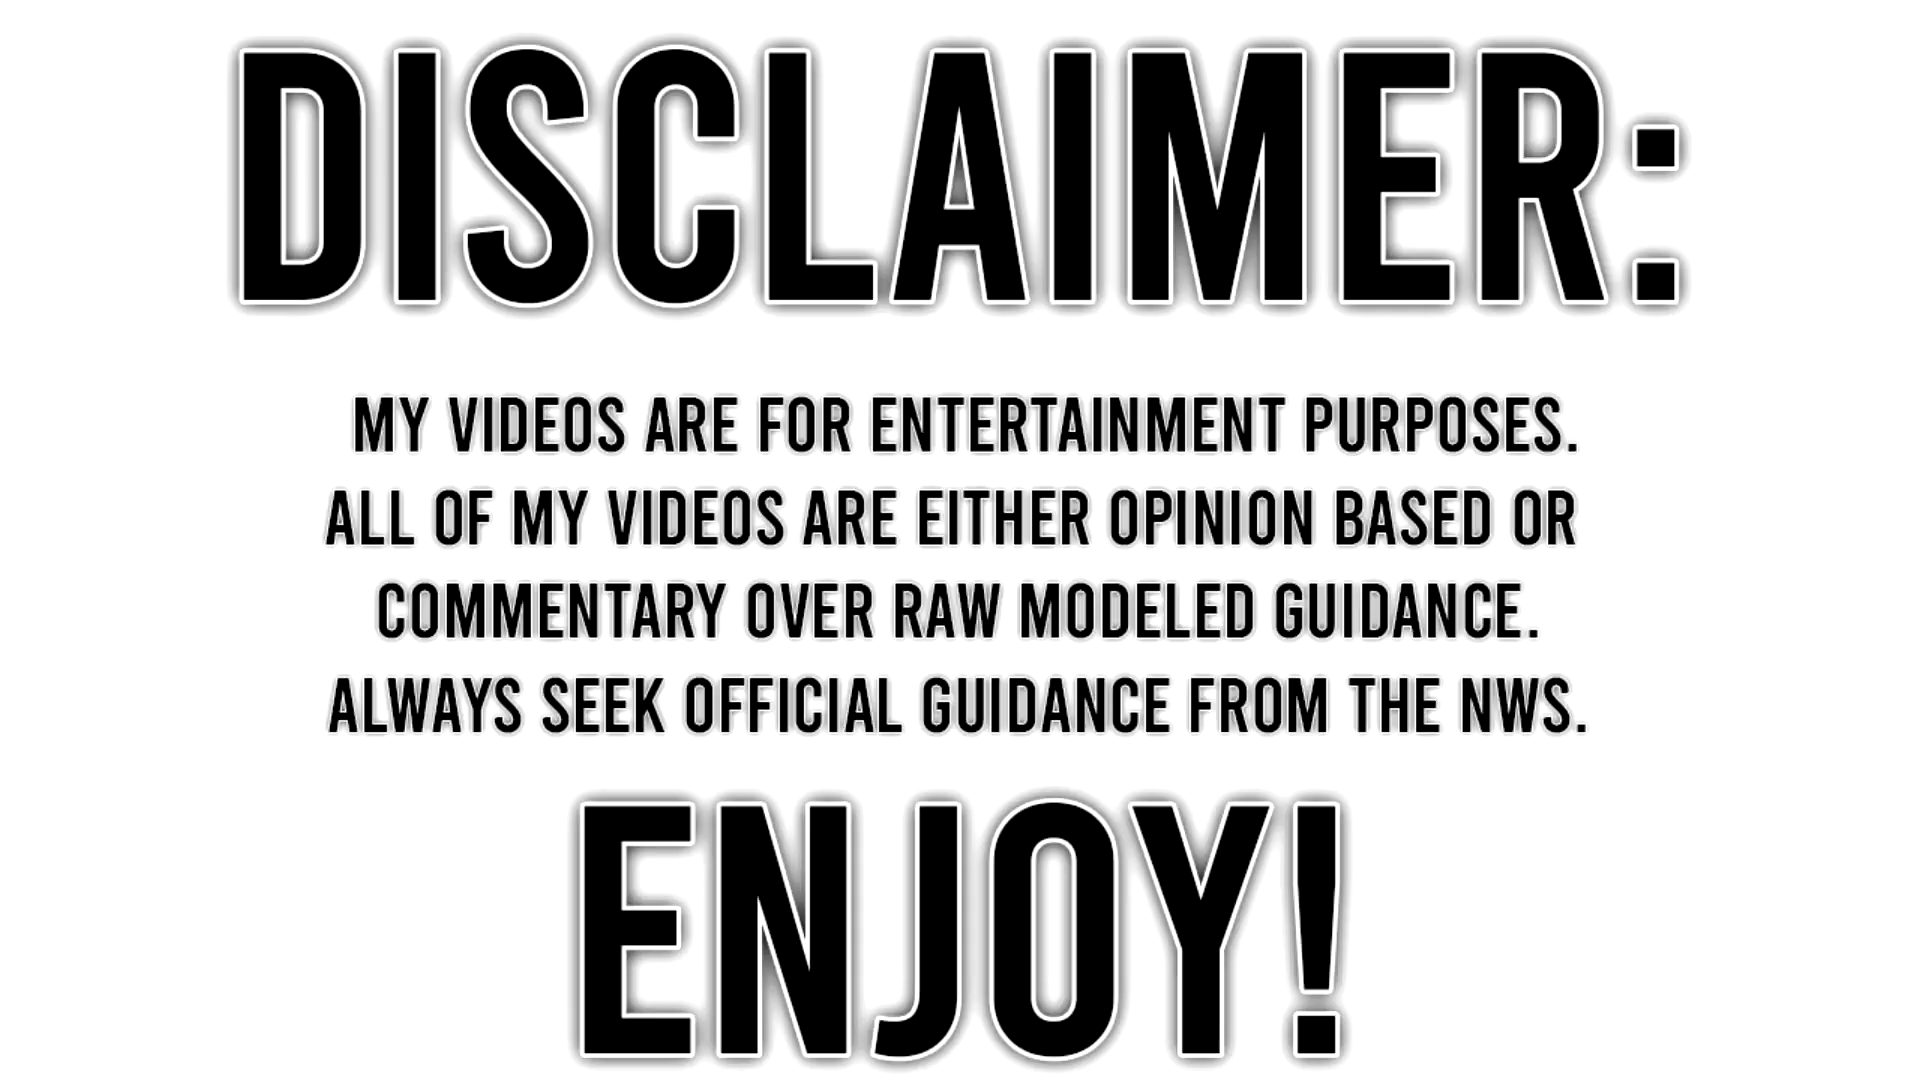 DISCLAIMER:
MY VIDEOS ARE FOR ENTERTAINMENT PURPOSES.
ALL OF MY VIDEOS ARE EITHER OPINION BASED OR
COMMENTARY OVER RAW MODELED GUIDANCE.
ALWAYS SEEK OFFICIAL GUIDANCE FROM THE NWS.
ENJOY!